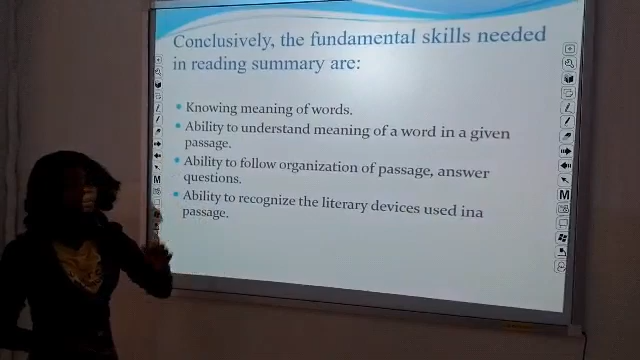 Conclusively, the fundamental skills needed
in reading summary are:
• Knowing meaning of words.
• Ability to understand meaning of a word in a given
passage.
• Ability to follow organization of passage, answer
questions.
• Ability to recognize the literary devices used ina
passage.